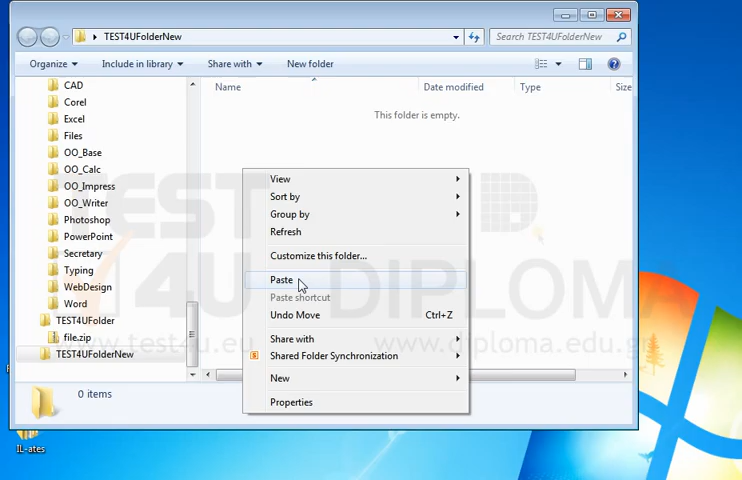 TEST4UFolderNew
Search TEST4UFolderNew
Organize
Include in library
Share with
New folder
Name
Date modified
Type
Size
This folder is empty.
CAD
Corel
Excel
Files
OO_Base
OO_Calc
OO_Impress
OO_Writer
Photoshop
PowerPoint
Secretary
Typing
WebDesign
Word
TEST4UFolder
file.zip
TEST4UFolderNew
View
Sort by
Group by
Refresh
Customize this folder...
Paste
Paste shortcut
Undo Move Ctrl+Z
Share with
Shared Folder Synchronization
New
Properties
0 items
IL-ates
TEST4U
DIPLOMA
www.test4u.eu
www.diploma.edu.gr